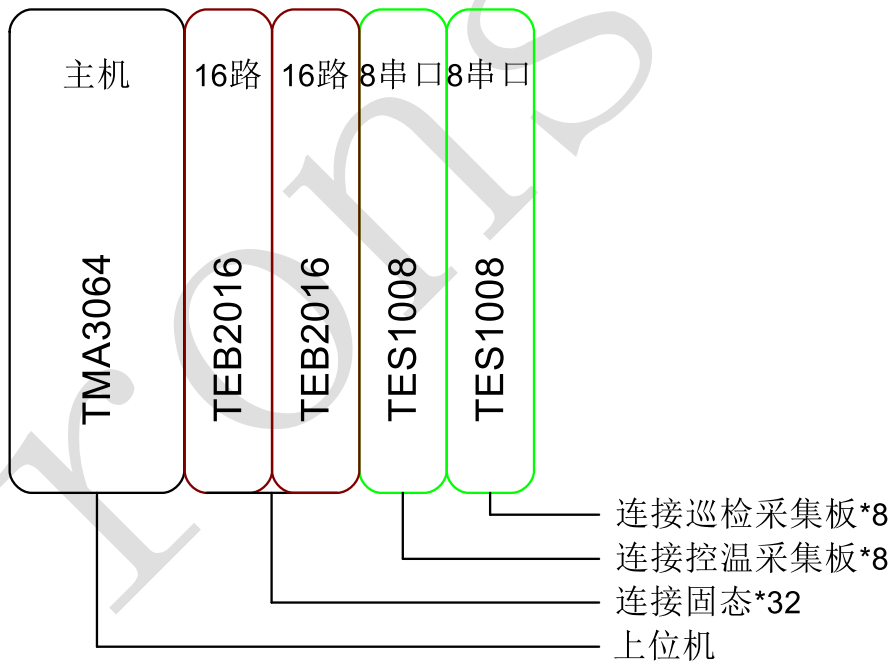 主机
16路
16路
8串口
8串口
TMA3064
TEB2016
TEB2016
TES1008
TES1008
连接巡检采集板*8
连接控温采集板*8
连接固态*32
上位机
rons